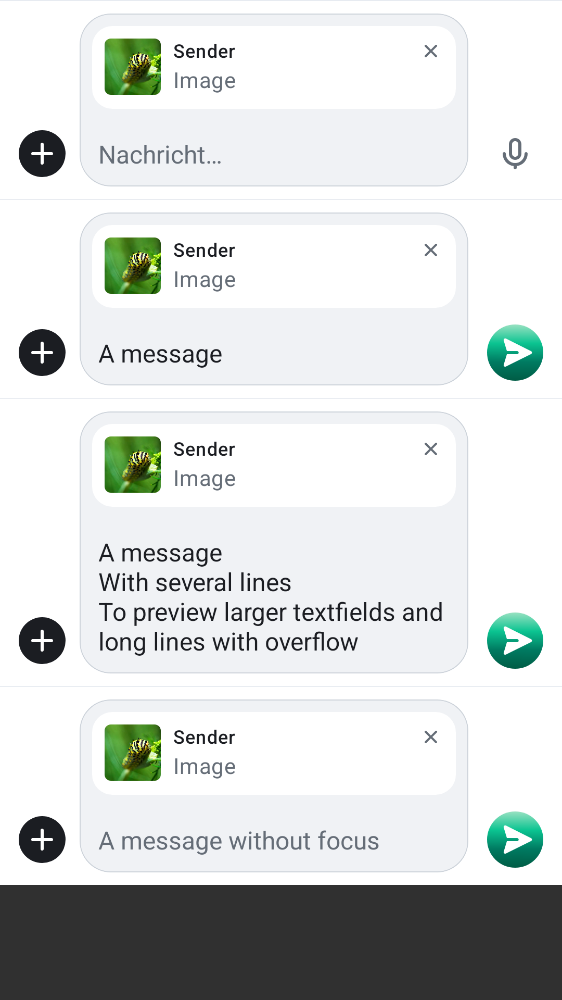 Sender
Image
Nachricht…
Sender
Image
A message
Sender
Image
A message
With several lines
To preview larger textfields and
long lines with overflow
Sender
Image
A message without focus